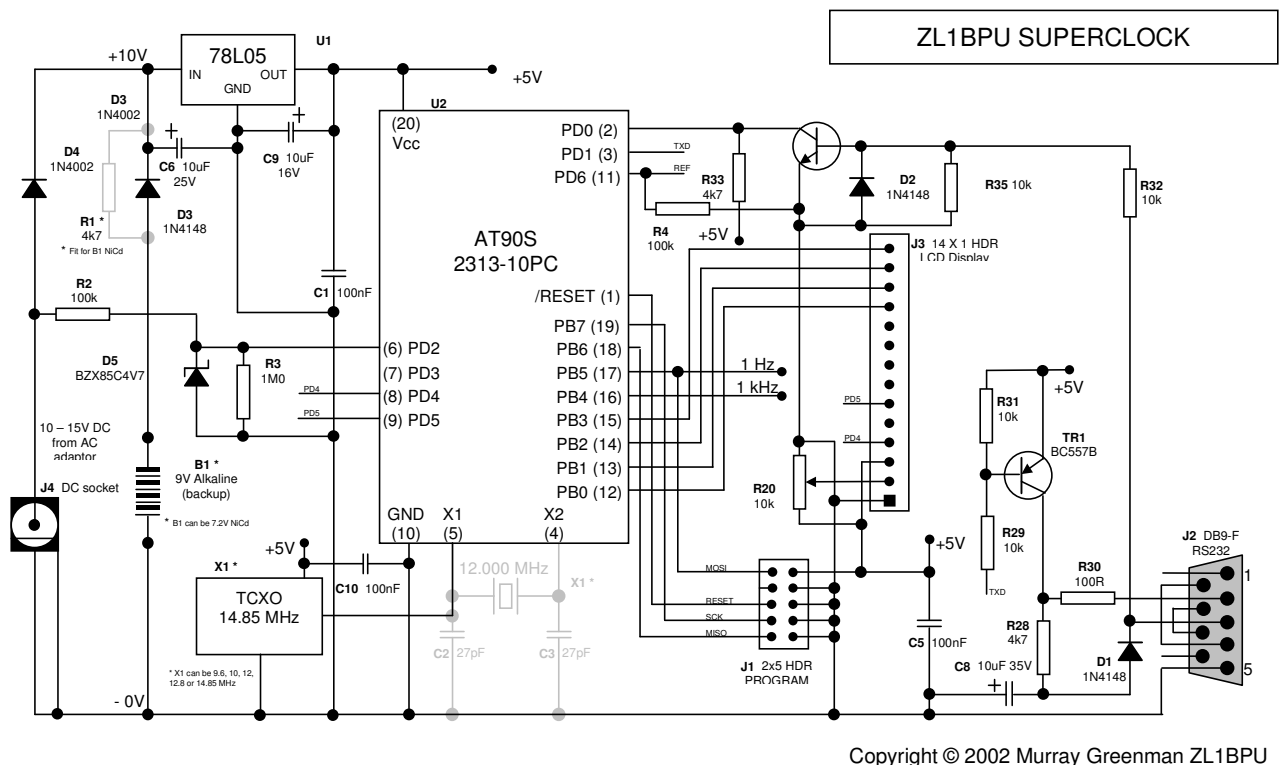 ZL1BPU SUPERCLOCK
+10V
78L05
U1
IN
OUT
GND
+5V
D3
1N4002
D4
1N4002
C6 10uF
25V
C9 10uF
16V
R1 *
4k7
* Fit for B1 NiCd
D3
1N4148
R2
100k
C1 100nF
D5
BZX85C4V7
R3
1M0
PD4
PD5
10 – 15V DC
from AC
adaptor
J4 DC socket
B1 *
9V Alkaline
(backup)
* B1 can be 7.2V NiCd
U2
(20)
Vcc
AT90S
2313-10PC
PD0 (2)
PD1 (3)
PD6 (11)
/RESET (1)
PB7 (19)
PB6 (18)
PB5 (17)
PB4 (16)
PB3 (15)
PB2 (14)
PB1 (13)
PB0 (12)
(6) PD2
(7) PD3
(8) PD4
(9) PD5
GND
(10)
X1
(5)
X2
(4)
TXD
REF
R33
4k7
R4
100k
+5V
D2
1N4148
R35 10k
R32
10k
J3 14 X 1 HDR
LCD Display
1 Hz
1 kHz
PD5
PD4
R20
10k
R31
10k
+5V
TR1
BC557B
R29
10k
TXD
J2 DB9-F
RS232
1
5
R30
100R
R28
4k7
D1
1N4148
C8 10uF 35V
+5V
C5 100nF
MOSI
RESET
SCK
MISO
J1 2x5 HDR
PROGRAM
+5V
X1 *
TCXO
14.85 MHz
C10 100nF
12.000 MHz
X1 *
C2 27pF
C3 27pF
* X1 can be 9.6, 10, 12,
12.8 or 14.85 MHz
- 0V
Copyright © 2002 Murray Greenman ZL1BPU